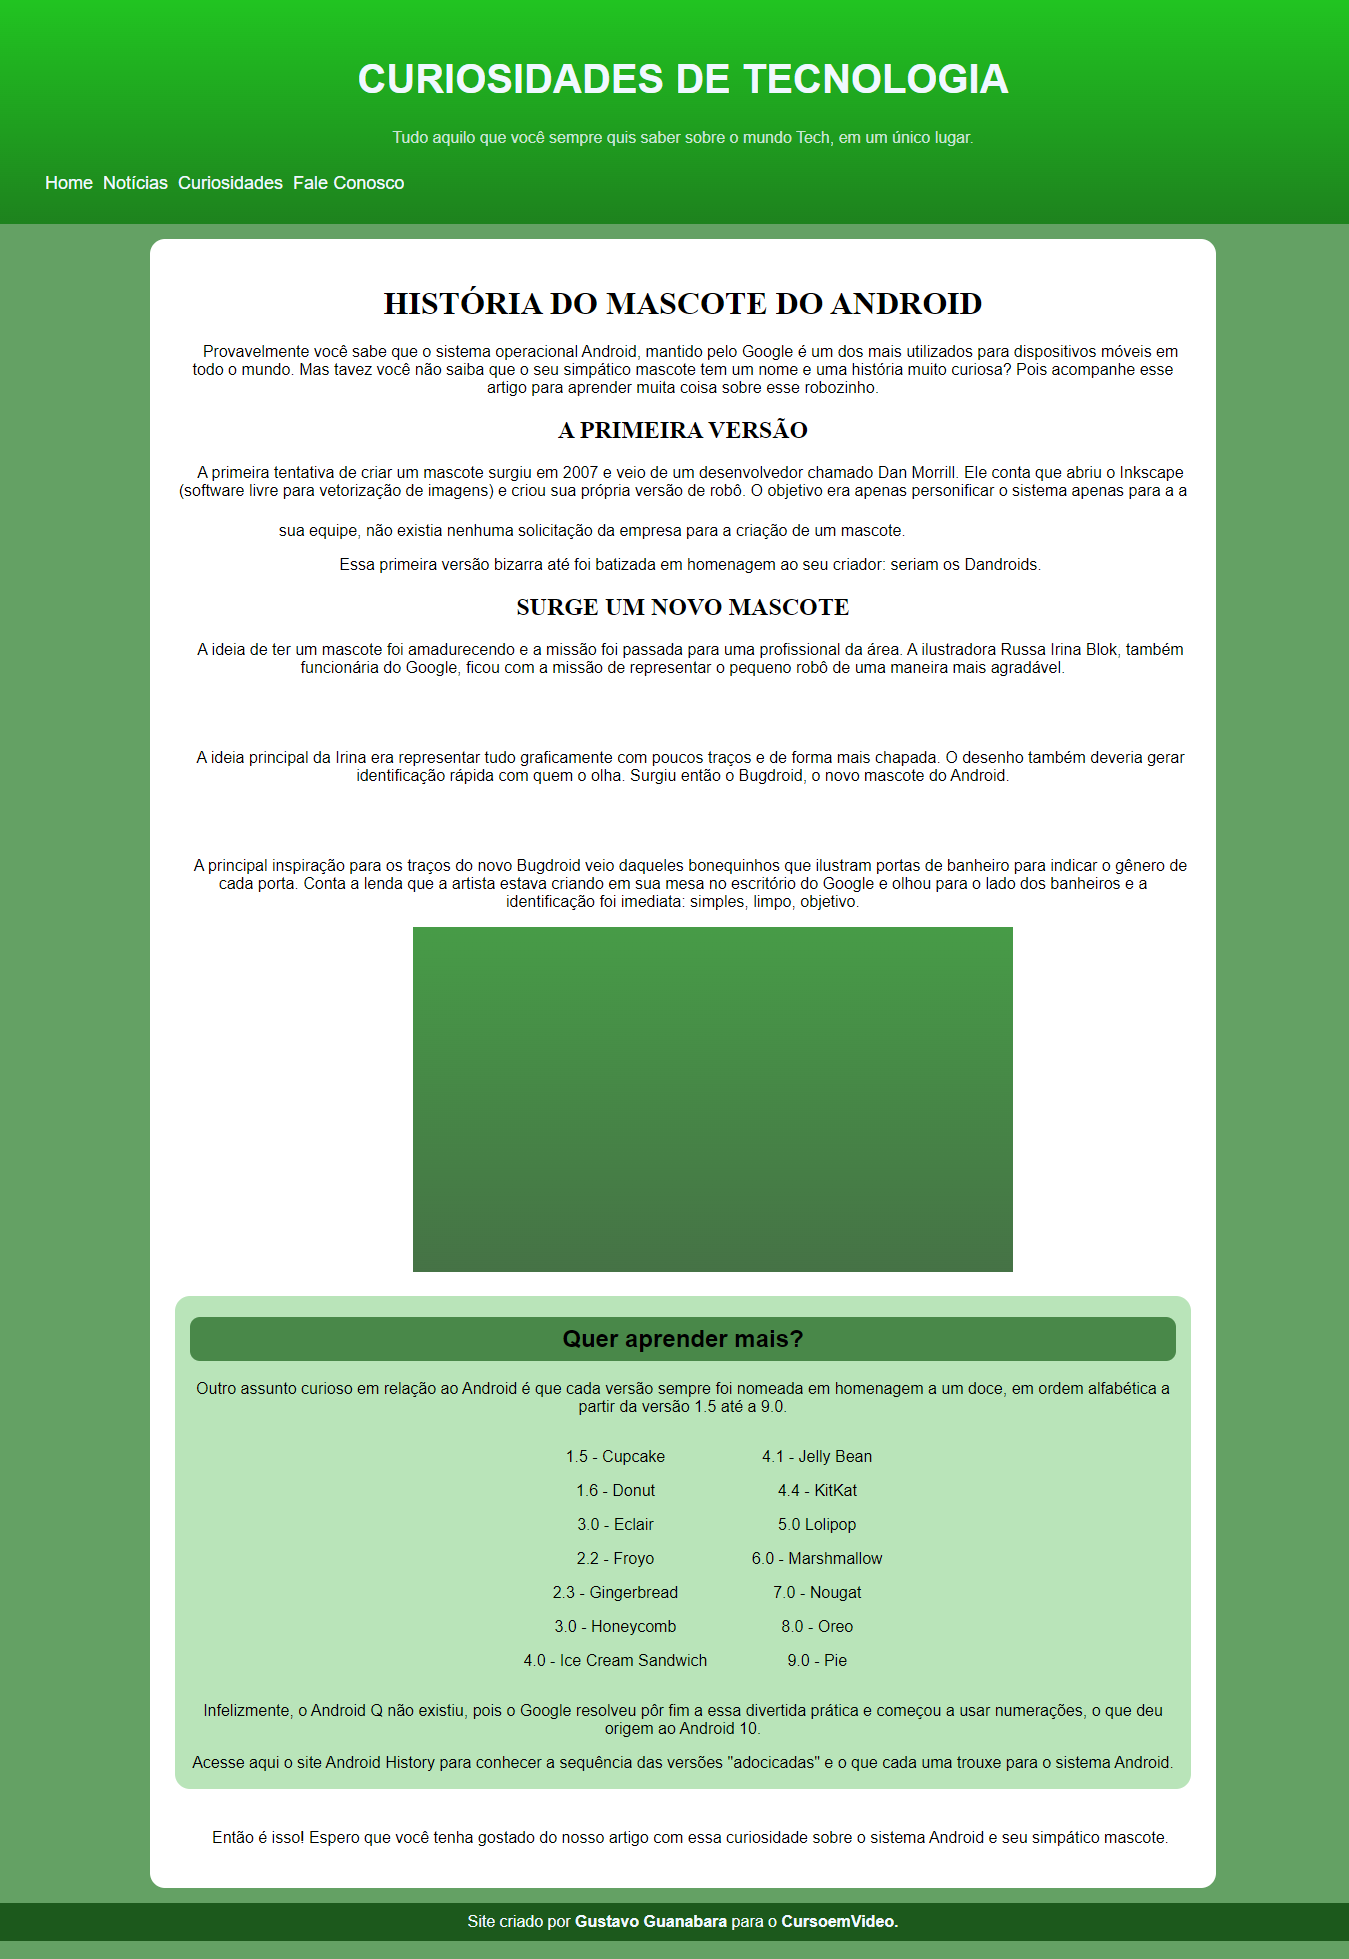 CURIOSIDADES DE TECNOLOGIA
Tudo aquilo que você sempre quis saber sobre o mundo Tech, em um único lugar.
Home Notícias Curiosidades Fale Conosco
HISTÓRIA DO MASCOTE DO ANDROID
Provavelmente você sabe que o sistema operacional Android, mantido pelo Google é um dos mais utilizados para dispositivos móveis em
todo o mundo. Mas tavez você não saiba que o seu simpático mascote tem um nome e uma história muito curiosa? Pois acompanhe esse
artigo para aprender muita coisa sobre esse robozinho.
A PRIMEIRA VERSÃO
A primeira tentativa de criar um mascote surgiu em 2007 e veio de um desenvolvedor chamado Dan Morrill. Ele conta que abriu o Inkscape
(software livre para vetorização de imagens) e criou sua própria versão de robô. O objetivo era apenas personificar o sistema apenas para a a
sua equipe, não existia nenhuma solicitação da empresa para a criação de um mascote.
Essa primeira versão bizarra até foi batizada em homenagem ao seu criador: seriam os Dandroids.
SURGE UM NOVO MASCOTE
A ideia de ter um mascote foi amadurecendo e a missão foi passada para uma profissional da área. A ilustradora Russa Irina Blok, também
funcionária do Google, ficou com a missão de representar o pequeno robô de uma maneira mais agradável.
A ideia principal da Irina era representar tudo graficamente com poucos traços e de forma mais chapada. O desenho também deveria gerar
identificação rápida com quem o olha. Surgiu então o Bugdroid, o novo mascote do Android.
A principal inspiração para os traços do novo Bugdroid veio daqueles bonequinhos que ilustram portas de banheiro para indicar o gênero de
cada porta. Conta a lenda que a artista estava criando em sua mesa no escritório do Google e olhou para o lado dos banheiros e a
identificação foi imediata: simples, limpo, objetivo.
Quer aprender mais?
Outro assunto curioso em relação ao Android é que cada versão sempre foi nomeada em homenagem a um doce, em ordem alfabética a
partir da versão 1.5 até a 9.0.
1.5 - Cupcake
1.6 - Donut
3.0 - Eclair
2.2 - Froyo
2.3 - Gingerbread
3.0 - Honeycomb
4.0 - Ice Cream Sandwich
4.1 - Jelly Bean
4.4 - KitKat
5.0 Lolipop
6.0 - Marshmallow
7.0 - Nougat
8.0 - Oreo
9.0 - Pie
Infelizmente, o Android Q não existiu, pois o Google resolveu pôr fim a essa divertida prática e começou a usar numerações, o que deu
origem ao Android 10.
Acesse aqui o site Android History para conhecer a sequência das versões "adocicadas" e o que cada uma trouxe para o sistema Android.
Então é isso! Espero que você tenha gostado do nosso artigo com essa curiosidade sobre o sistema Android e seu simpático mascote.
Site criado por Gustavo Guanabara para o CursoemVideo.